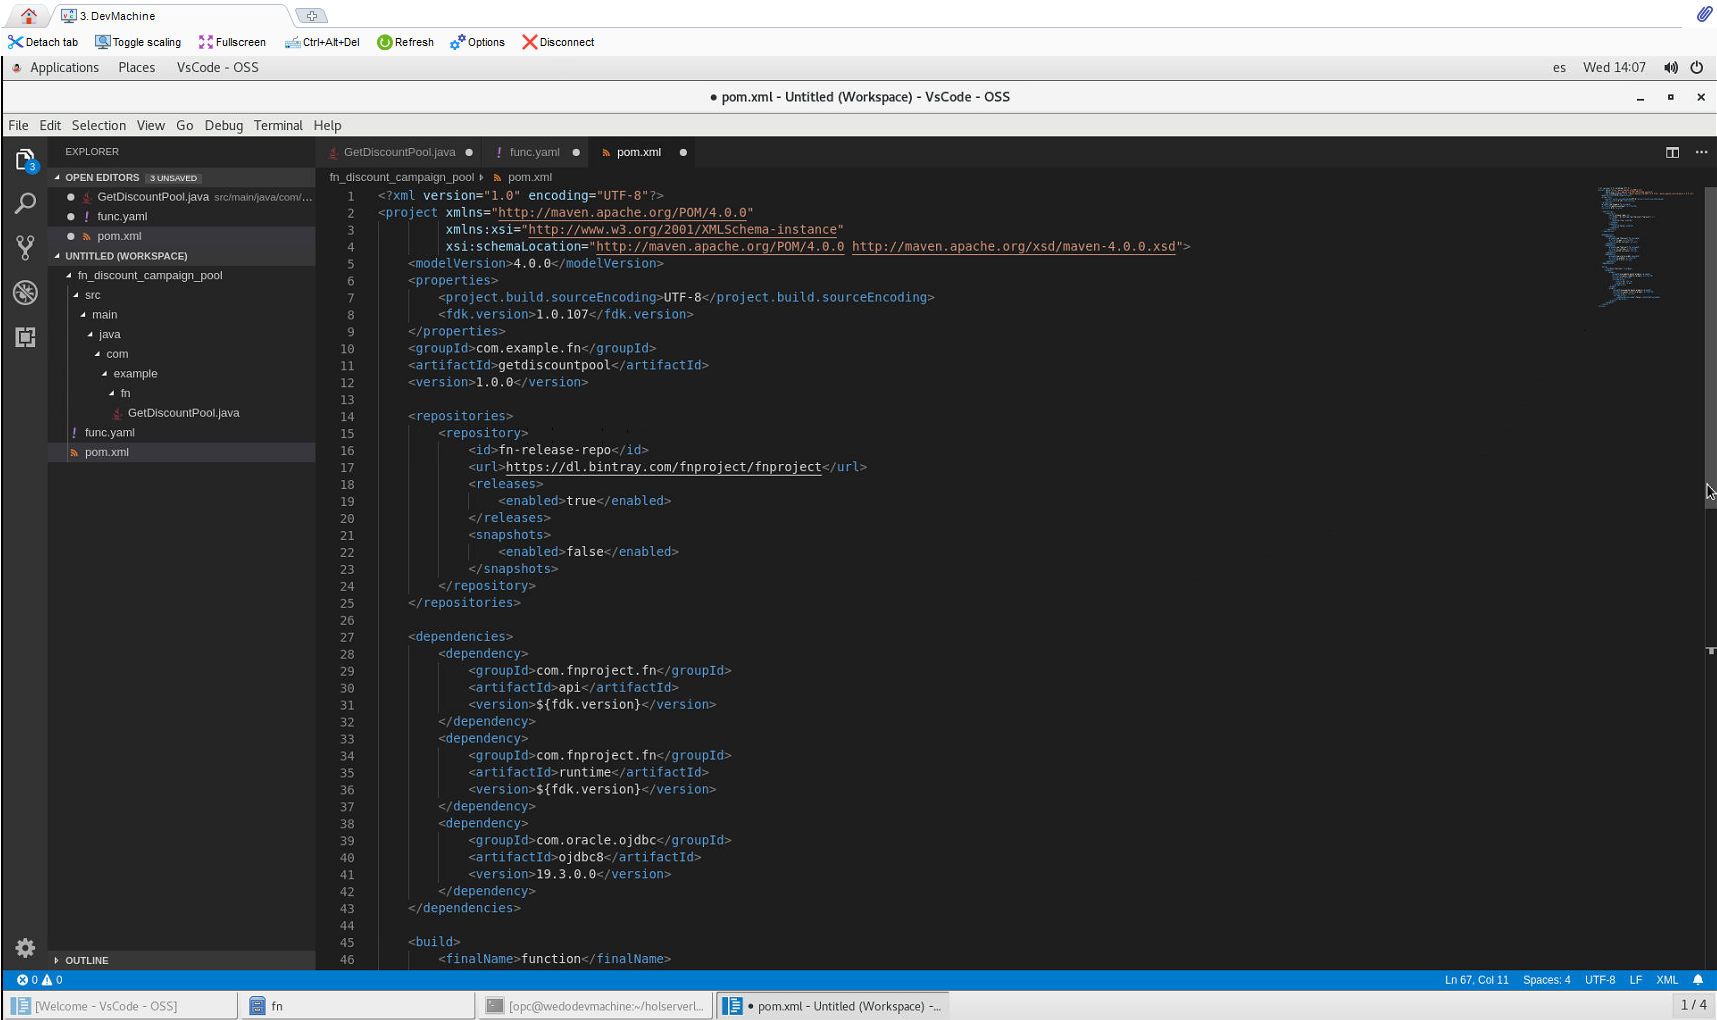 3. DevMachine
Detach tab Toggle scaling Fullscreen Ctrl+Alt+Del Refresh Options Disconnect
Applications Places VsCode - OSS es Wed 14:07
● pom.xml - Untitled (Workspace) - VsCode - OSS
File Edit Selection View Go Debug Terminal Help
3
EXPLORER
OPEN EDITORS 3 UNSAVED
GetDiscountPool.java src/main/java/com/...
! func.yaml
pom.xml
UNTITLED (WORKSPACE)
fn_discount_campaign_pool
src
main
java
com
example
fn
GetDiscountPool.java
! func.yaml
pom.xml
OUTLINE
GetDiscountPool.java ● ! func.yaml ● pom.xml ●
fn_discount_campaign_pool › pom.xml
1 <?xml version="1.0" encoding="UTF-8"?>
2 <project xmlns="http://maven.apache.org/POM/4.0.0"
3 xmlns:xsi="http://www.w3.org/2001/XMLSchema-instance"
4 xsi:schemaLocation="http://maven.apache.org/POM/4.0.0 http://maven.apache.org/xsd/maven-4.0.0.xsd">
5 <modelVersion>4.0.0</modelVersion>
6 <properties>
7 <project.build.sourceEncoding>UTF-8</project.build.sourceEncoding>
8 <fdk.version>1.0.107</fdk.version>
9 </properties>
10 <groupId>com.example.fn</groupId>
11 <artifactId>getdiscountpool</artifactId>
12 <version>1.0.0</version>
13
14 <repositories>
15 <repository>
16 <id>fn-release-repo</id>
17 <url>https://dl.bintray.com/fnproject/fnproject</url>
18 <releases>
19 <enabled>true</enabled>
20 </releases>
21 <snapshots>
22 <enabled>false</enabled>
23 </snapshots>
24 </repository>
25 </repositories>
26
27 <dependencies>
28 <dependency>
29 <groupId>com.fnproject.fn</groupId>
30 <artifactId>api</artifactId>
31 <version>${fdk.version}</version>
32 </dependency>
33 <dependency>
34 <groupId>com.fnproject.fn</groupId>
35 <artifactId>runtime</artifactId>
36 <version>${fdk.version}</version>
37 </dependency>
38 <dependency>
39 <groupId>com.oracle.ojdbc</groupId>
40 <artifactId>ojdbc8</artifactId>
41 <version>19.3.0.0</version>
42 </dependency>
43 </dependencies>
44
45 <build>
46 <finalName>function</finalName>
0 0 Ln 67, Col 11 Spaces: 4 UTF-8 LF XML
[Welcome - VsCode - OSS] fn [opc@wedodevmachine:~/holserverl... ● pom.xml - Untitled (Workspace) -... 1 / 4